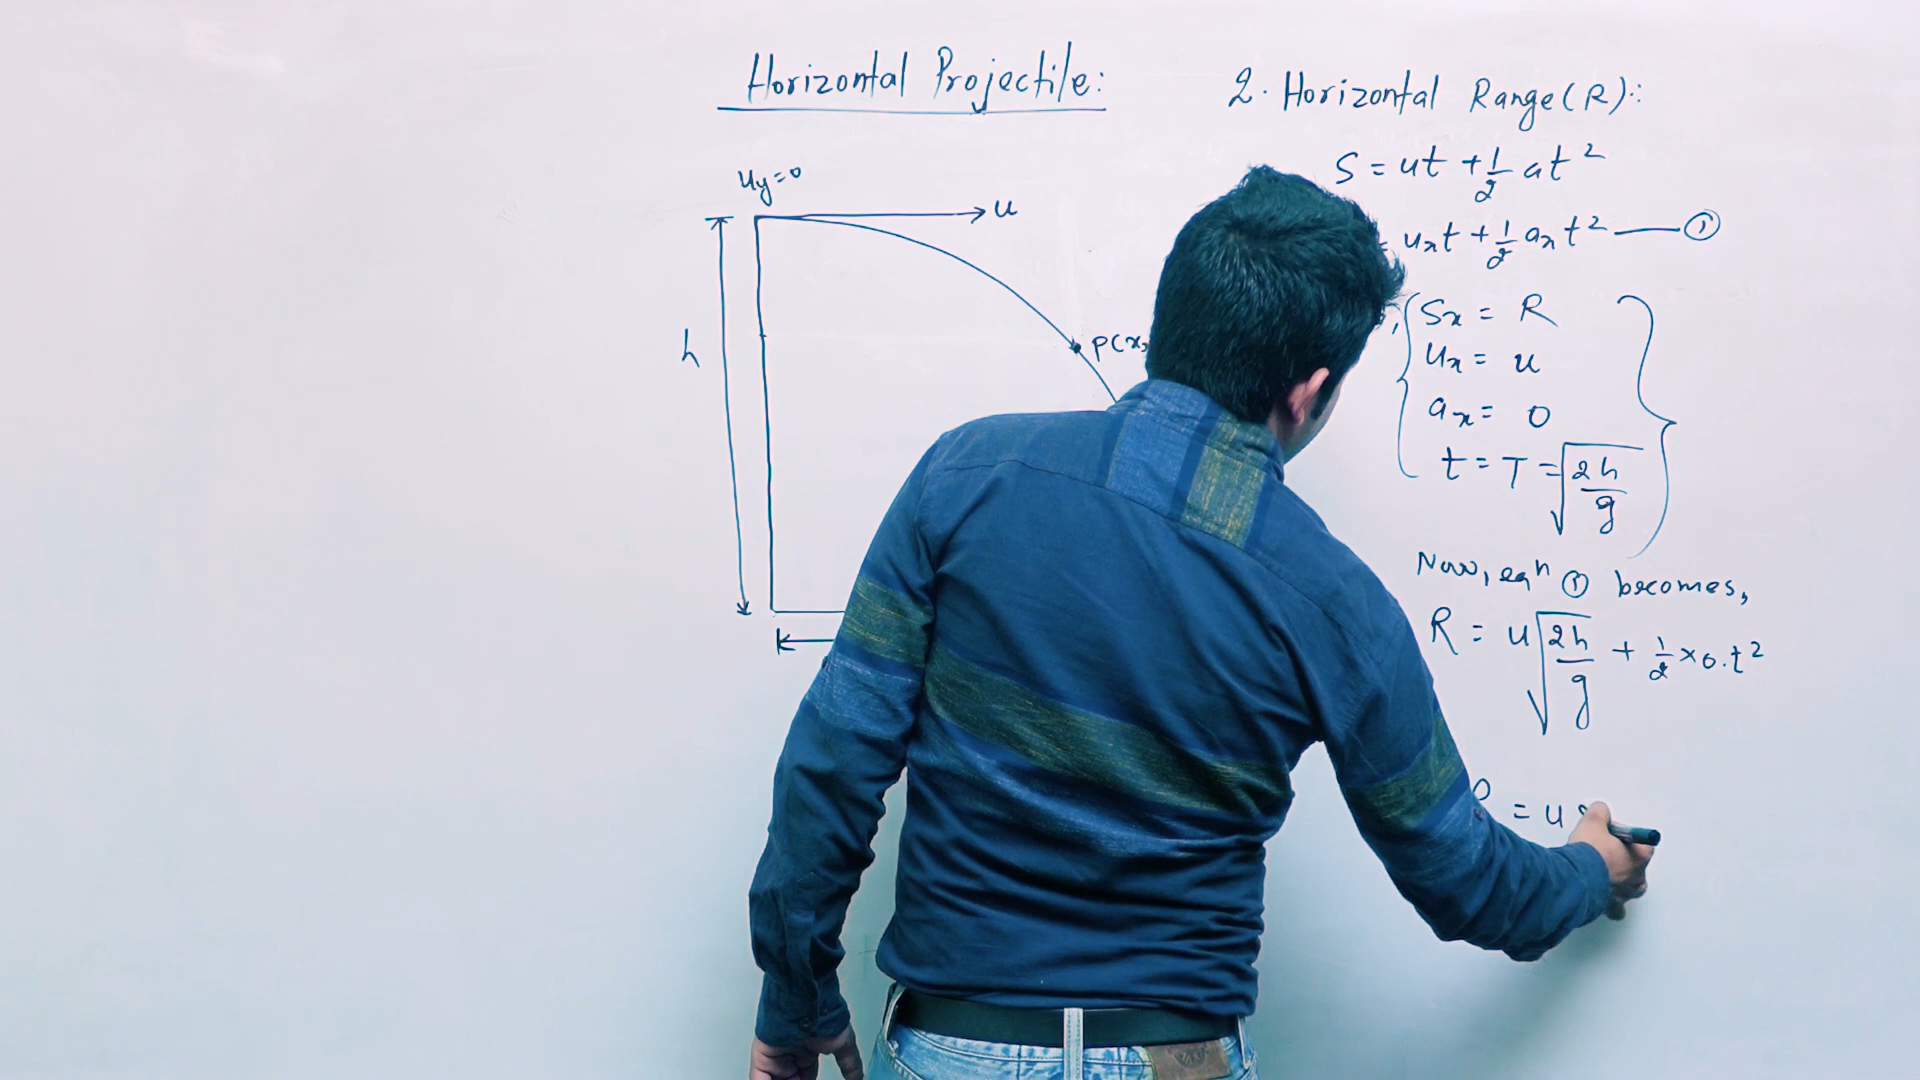 Horizontal Projectile:
uy=0
u
h
P(x,
2. Horizontal Range(R):
S = ut + 1/2 at²
uxt + 1/2 axt² — ①
Sx = R
ux = u
ax = 0
t = T = √2h/g
Now, eqn ① becomes,
R = u√2h/g + 1/2 × 0.t²
= u